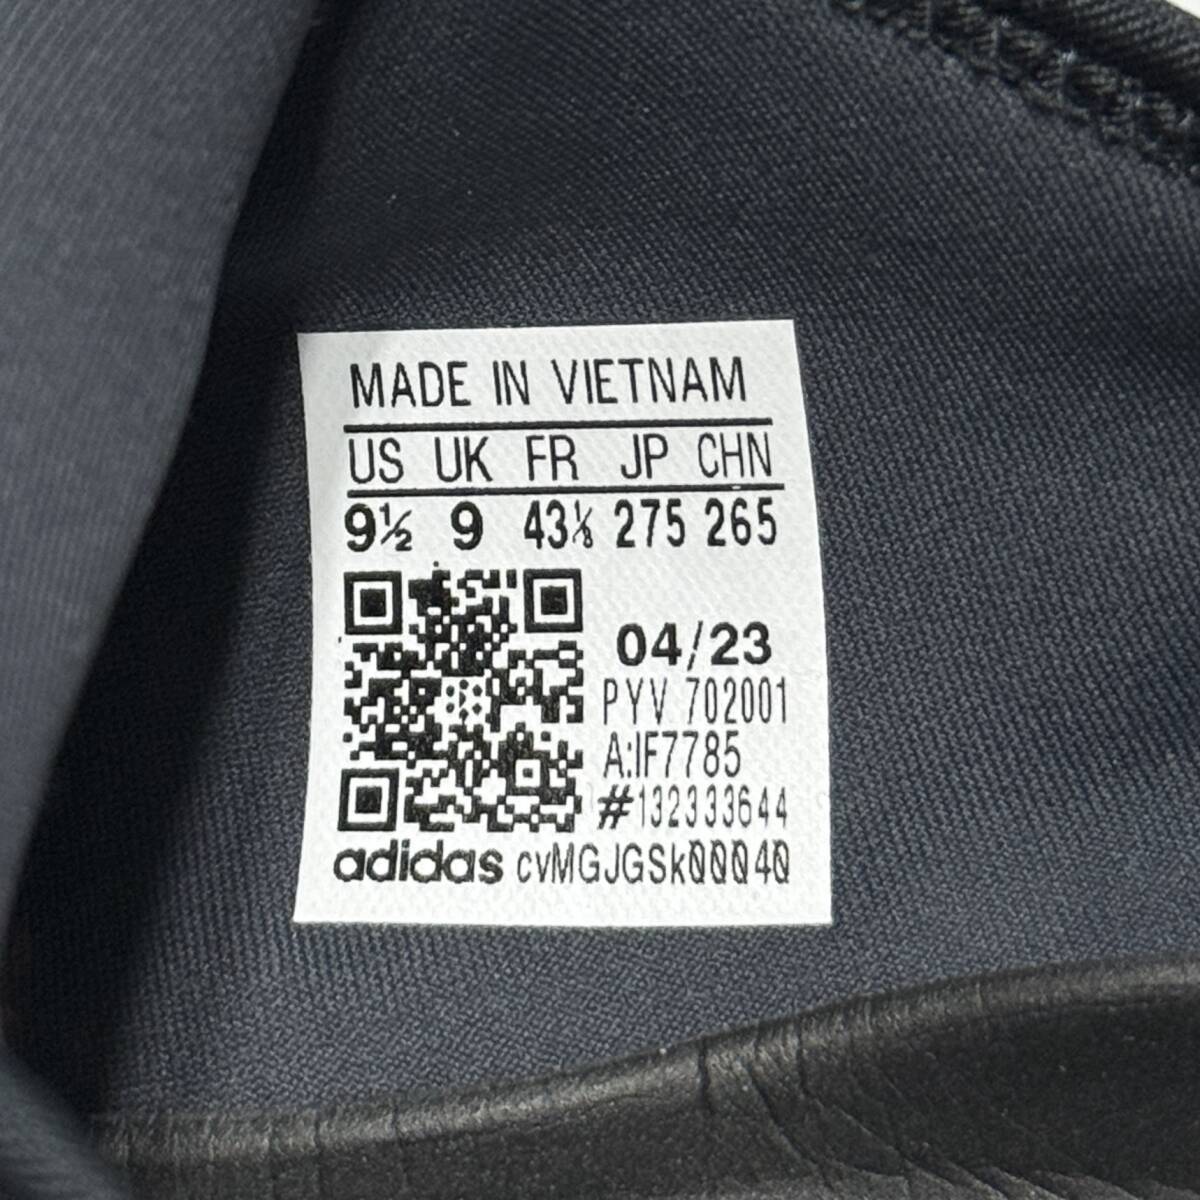 MADE IN VIETNAM
US UK FR JP CHN
9½ 9 43⅓ 275 265
04/23
PYV 702001
A:IF7785
#132333644
adidas cvMGJGSk00040